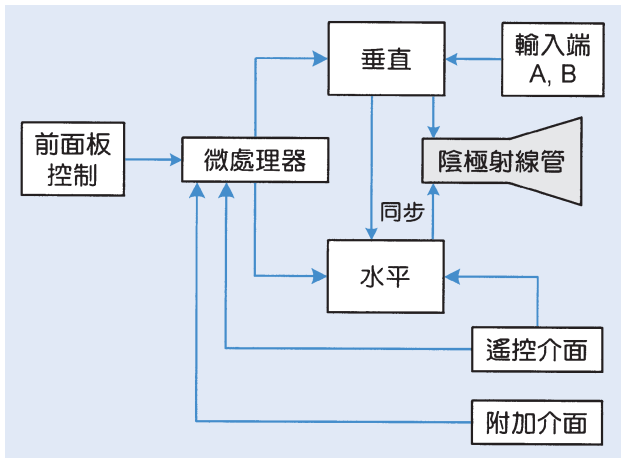 垂直
輸入端
A, B
前面板
控制
微處理器
陰極射線管
同步
水平
遙控介面
附加介面